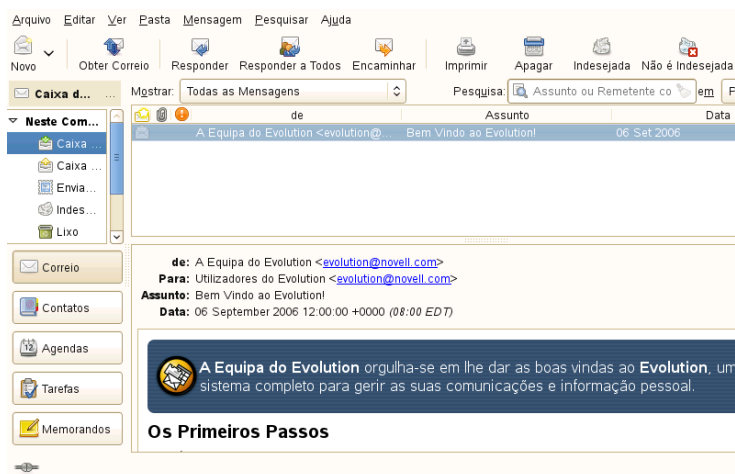 Arquivo Editar Ver Pasta Mensagem Pesquisar Ajuda
Novo Obter Correio Responder Responder a Todos Encaminhar Imprimir Apagar Indesejada Não é Indesejada
Caixa d... ... Mostrar: Todas as Mensagens Pesquisa: Assunto ou Remetente co em
Neste Com...
Caixa ...
Caixa ...
Envia...
Indes...
Lixo
de Assunto Data
A Equipa do Evolution <evolution@... Bem Vindo ao Evolution! 06 Set 2006
Correio
Contatos
Agendas
12
Tarefas
Memorandos
de: A Equipa do Evolution <evolution@novell.com>
Para: Utilizadores do Evolution <evolution@novell.com>
Assunto: Bem Vindo ao Evolution!
Data: 06 September 2006 12:00:00 +0000 (08:00 EDT)
A Equipa do Evolution orgulha-se em lhe dar as boas vindas ao Evolution, um
sistema completo para gerir as suas comunicações e informação pessoal.
Os Primeiros Passos